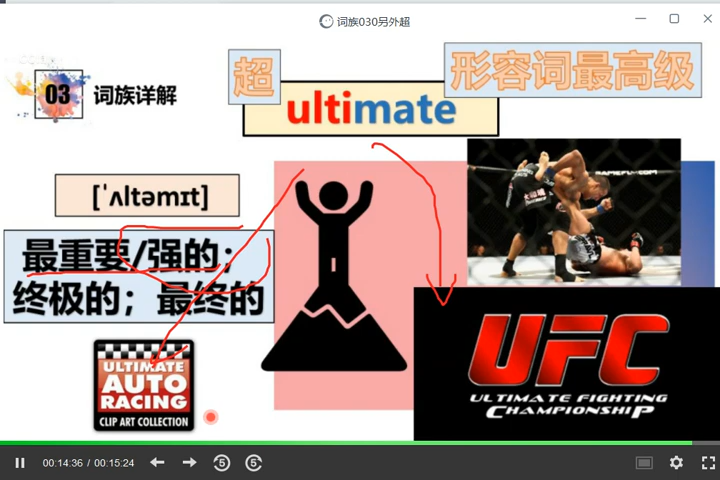 词族030另外超
03
词族详解
超
形容词最高级
ultimate
[ˈʌltəmɪt]
最重要/强的；
终极的；最终的
ULTIMATE
AUTO
RACING
CLIP ART COLLECTION
UFC
ULTIMATE FIGHTING
CHAMPIONSHIP
00:14:36 / 00:15:24
5
5